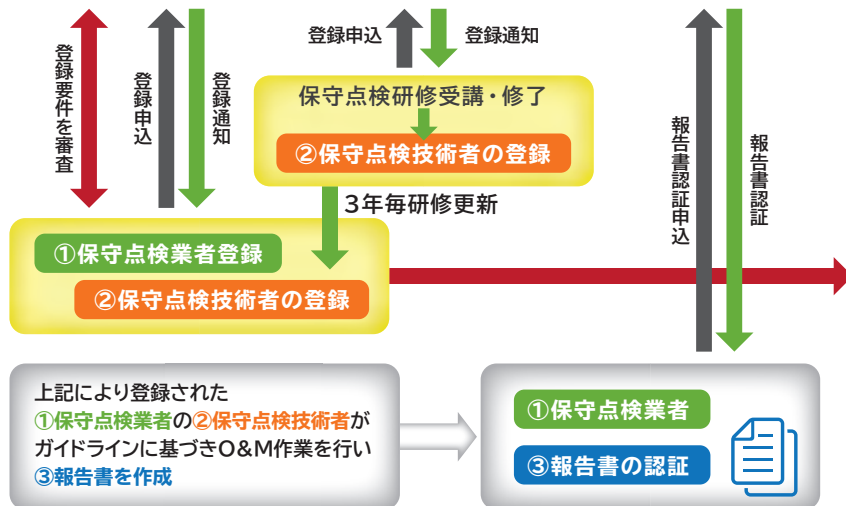 登録要件を審査
登録申込
登録通知
登録申込
登録通知
保守点検研修受講・修了
②保守点検技術者の登録
3年毎研修更新
①保守点検業者登録
②保守点検技術者の登録
報告書認証申込
報告書認証
上記により登録された
①保守点検業者の②保守点検技術者が
ガイドラインに基づきO&M作業を行い
③報告書を作成
①保守点検業者
③報告書の認証